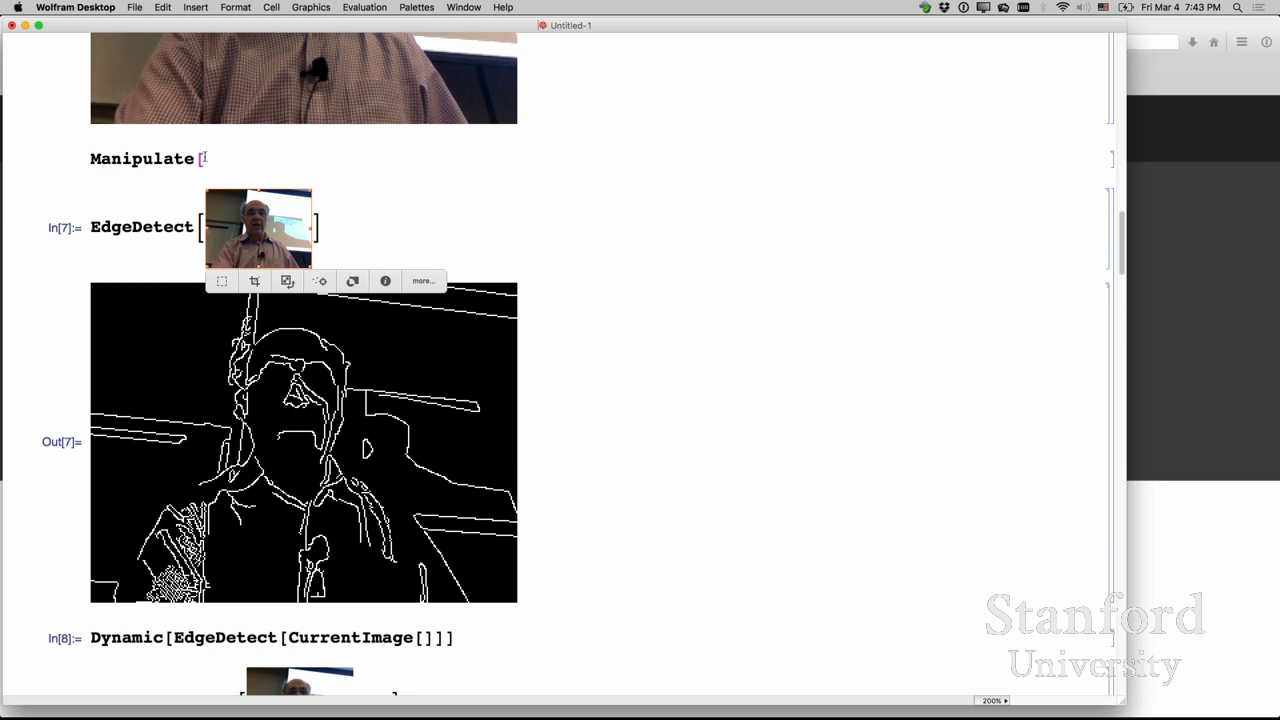 Wolfram Desktop File Edit Insert Format Cell Graphics Evaluation Palettes Window Help Fri Mar 4 7:43 PM
Untitled-1
Manipulate[
In[7]:= EdgeDetect[ ]
more...
Out[7]=
In[8]:= Dynamic[EdgeDetect[CurrentImage[]]]
[ ]
Stanford
University
200%